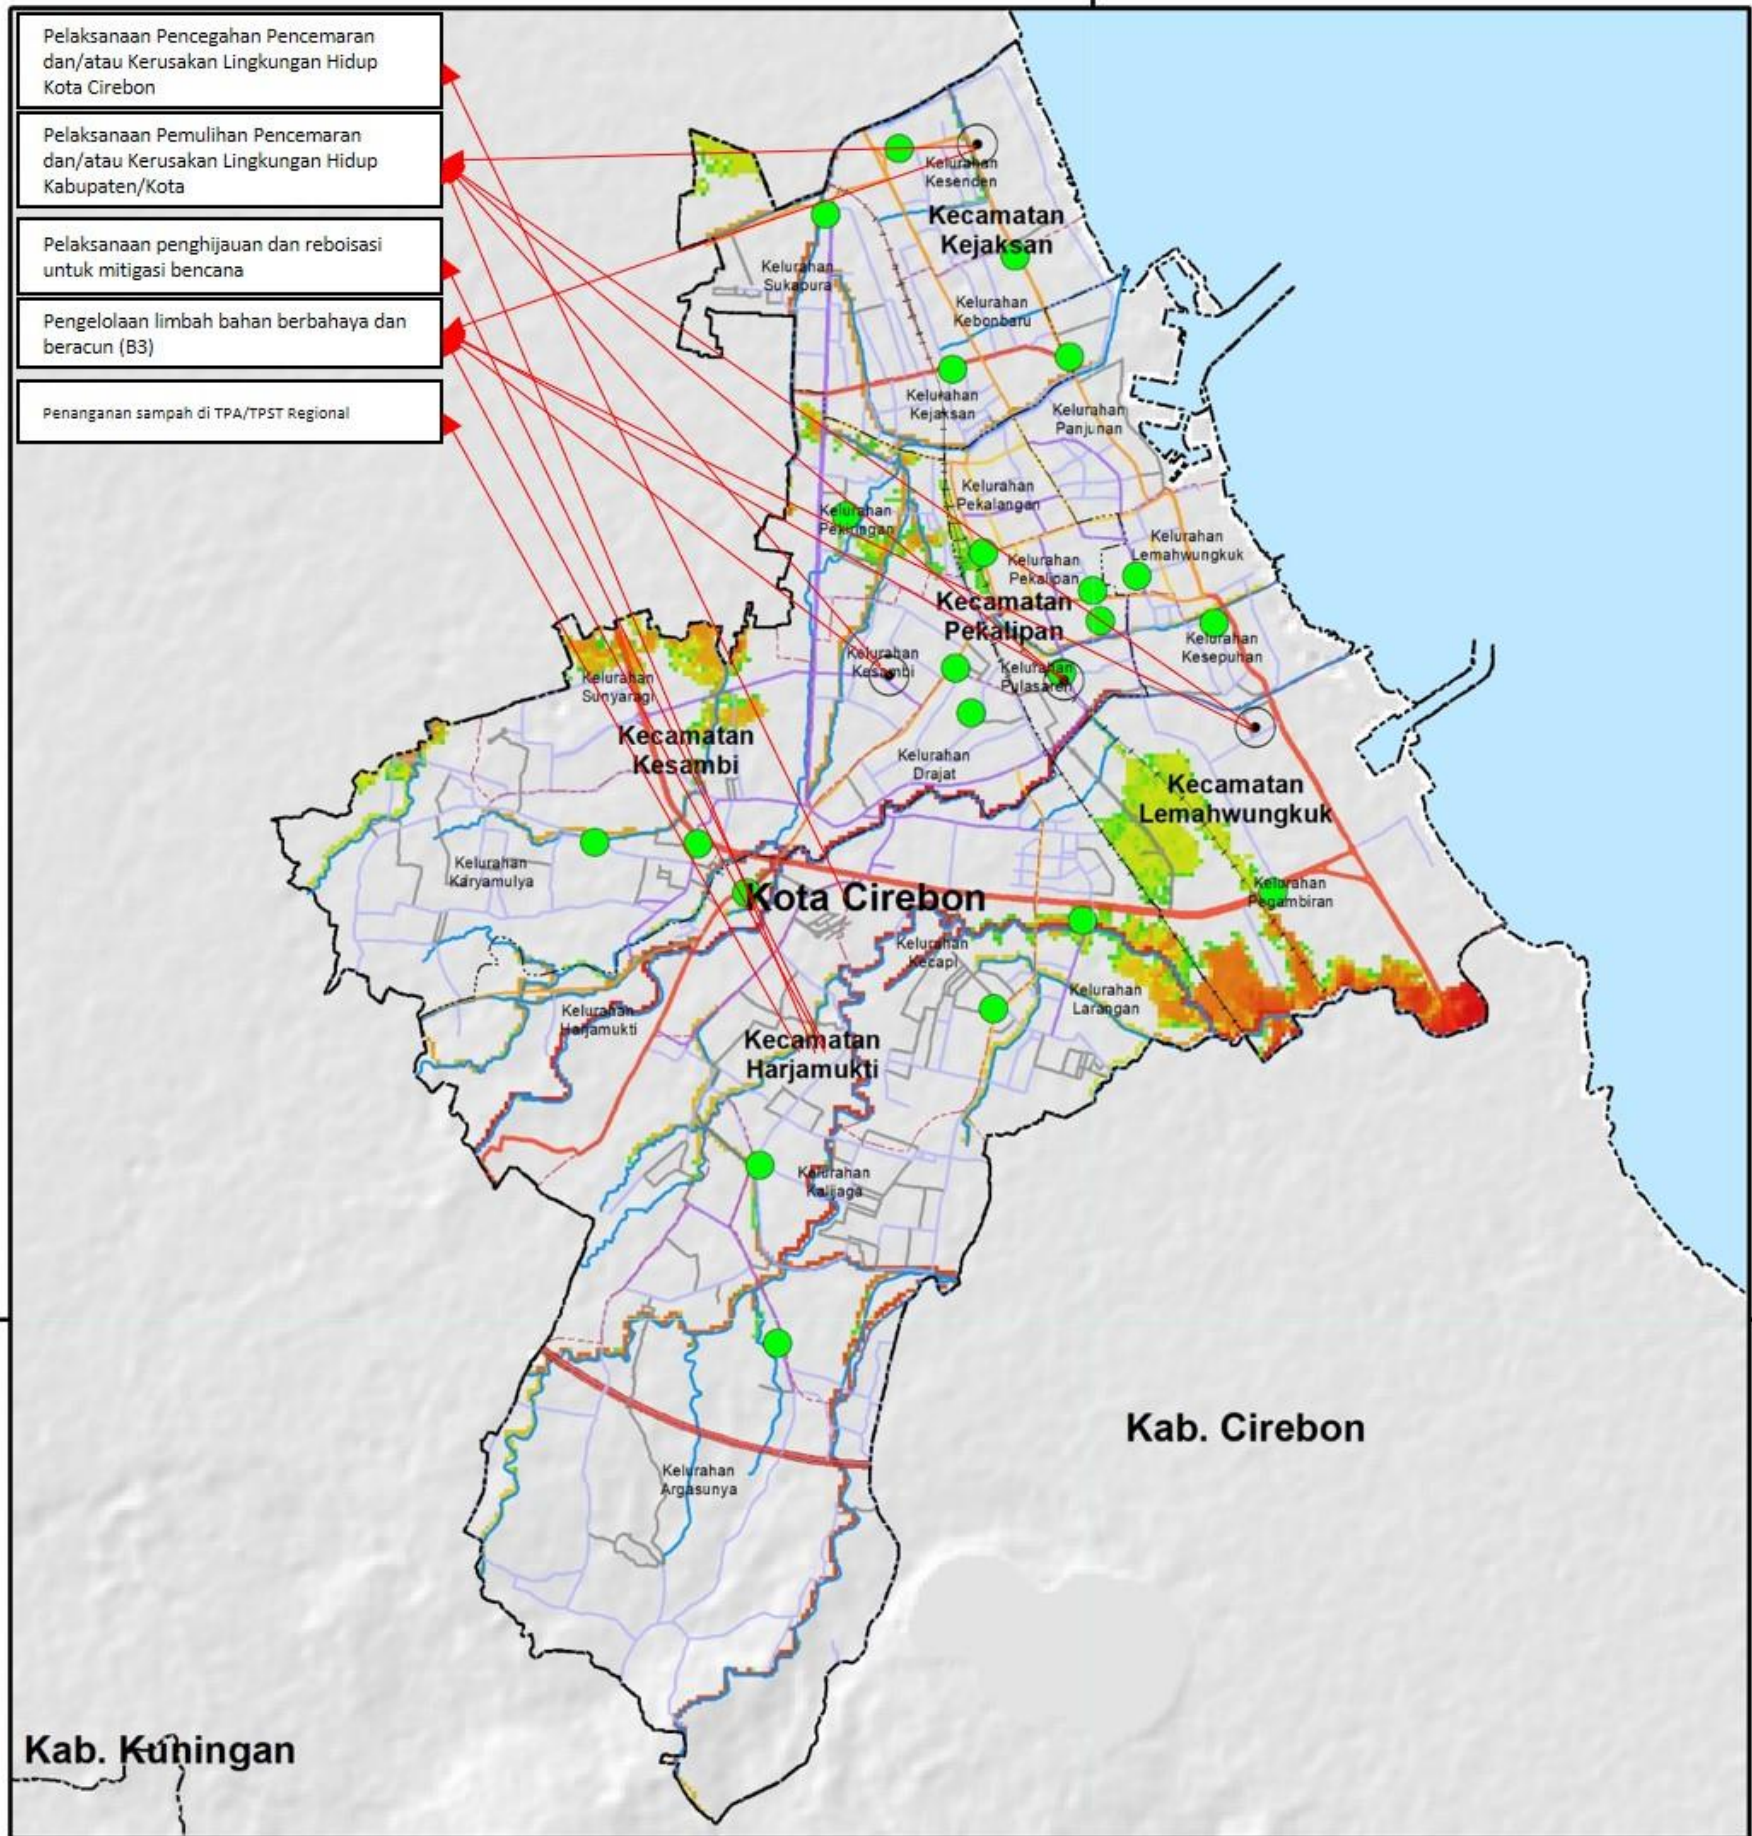 Pelaksanaan Pencegahan Pencemaran
dan/atau Kerusakan Lingkungan Hidup
Kota Cirebon
Pelaksanaan Pemulihan Pencemaran
dan/atau Kerusakan Lingkungan Hidup
Kabupaten/Kota
Pelaksanaan penghijauan dan reboisasi
untuk mitigasi bencana
Pengelolaan limbah bahan berbahaya dan
beracun (B3)
Penanganan sampah di TPA/TPST Regional
Kelurahan
Kesenden
Kecamatan
Kejaksan
Kelurahan
Sukapura
Kelurahan
Kebonbaru
Kelurahan
Kejaksan
Kelurahan
Panjunan
Kelurahan
Pekalangan
Kelurahan
Pekiringan
Kelurahan
Lemahwungkuk
Kelurahan
Pekalipan
Kecamatan
Pekalipan
Kelurahan
Kesepuhan
Kelurahan
Kesambi
Kelurahan
Pulasaren
Kelurahan
Sunyaragi
Kecamatan
Kesambi
Kelurahan
Drajat
Kecamatan
Lemahwungkuk
Kelurahan
Karyamulya
Kota Cirebon
Kelurahan
Pegambiran
Kelurahan
Kecapi
Kelurahan
Larangan
Kelurahan
Harjamukti
Kecamatan
Harjamukti
Kelurahan
Kalijaga
Kab. Cirebon
Kelurahan
Argasunya
Kab. Kuningan